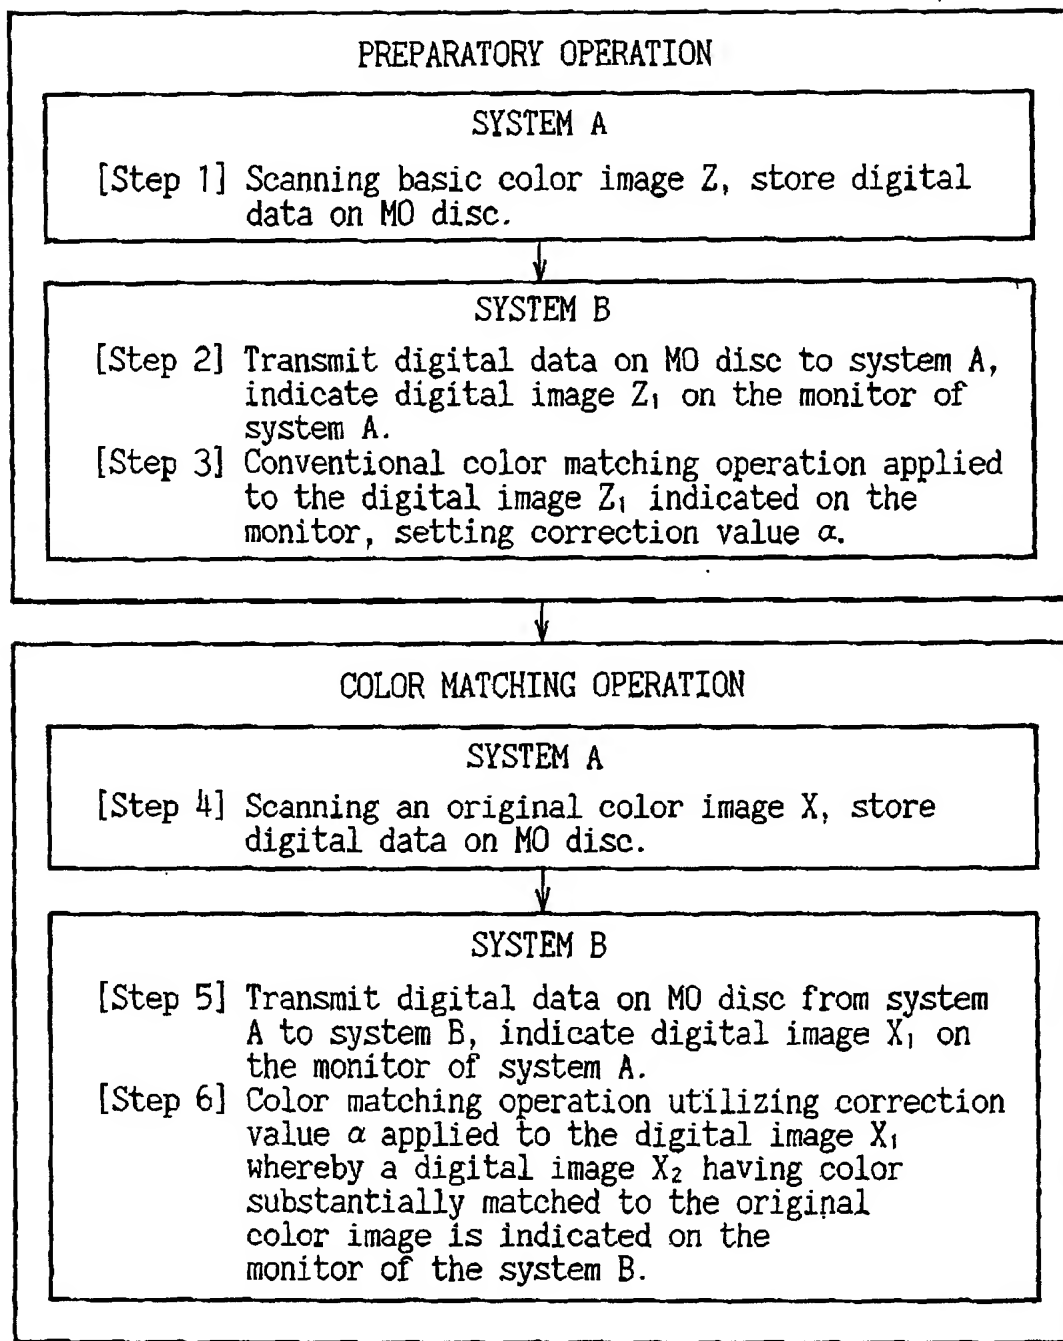 PREPARATORY OPERATION
SYSTEM A
[Step 1] Scanning basic color image Z, store digital
data on MO disc.
SYSTEM B
[Step 2] Transmit digital data on MO disc to system A,
indicate digital image Z₁ on the monitor of
system A.
[Step 3] Conventional color matching operation applied
to the digital image Z₁ indicated on the
monitor, setting correction value α.
COLOR MATCHING OPERATION
SYSTEM A
[Step 4] Scanning an original color image X, store
digital data on MO disc.
SYSTEM B
[Step 5] Transmit digital data on MO disc from system
A to system B, indicate digital image X₁ on
the monitor of system A.
[Step 6] Color matching operation utilizing correction
value α applied to the digital image X₁
whereby a digital image X₂ having color
substantially matched to the original
color image is indicated on the
monitor of the system B.